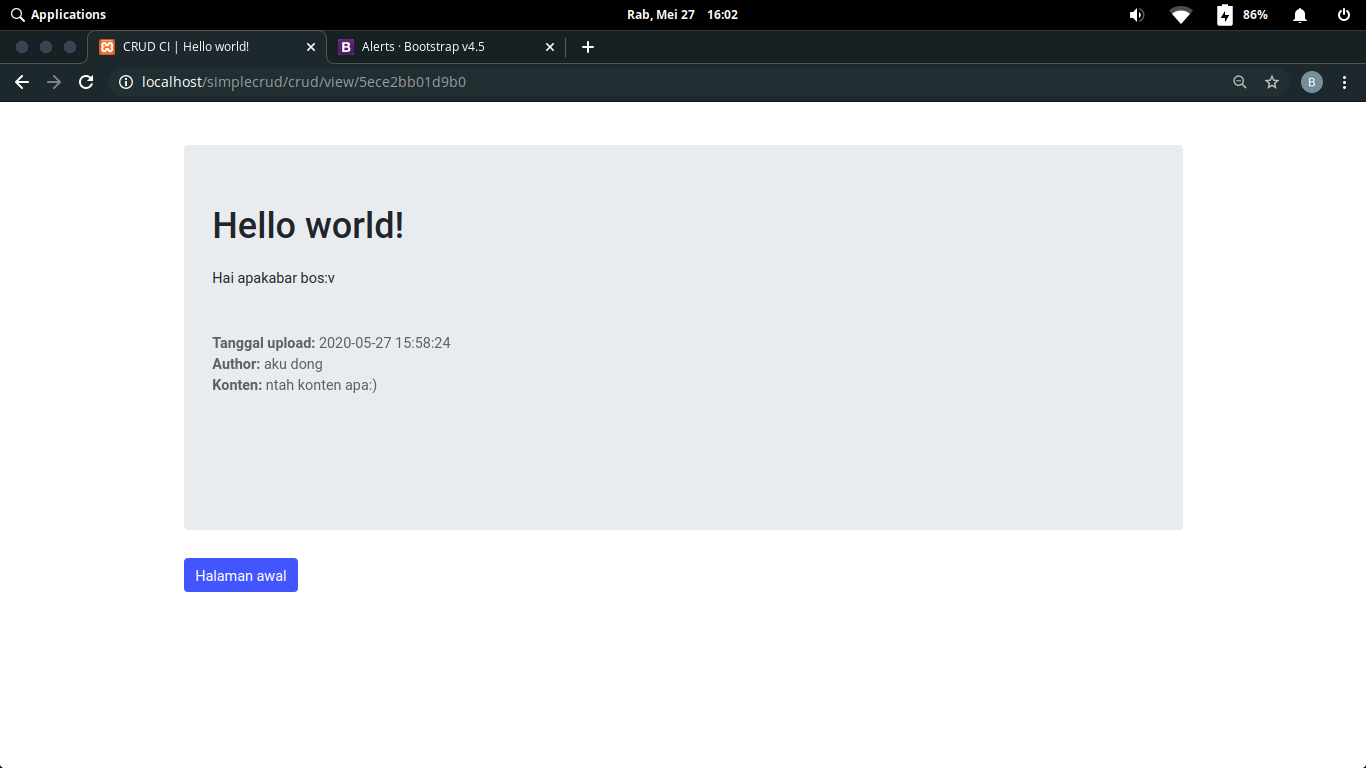 Applications
Rab, Mei 27 16:02
86%
CRUD CI | Hello world!
B
Alerts · Bootstrap v4.5
localhost/simplecrud/crud/view/5ece2bb01d9b0
B
Hello world!
Hai apakabar bos:v
Tanggal upload: 2020-05-27 15:58:24
Author: aku dong
Konten: ntah konten apa:)
Halaman awal